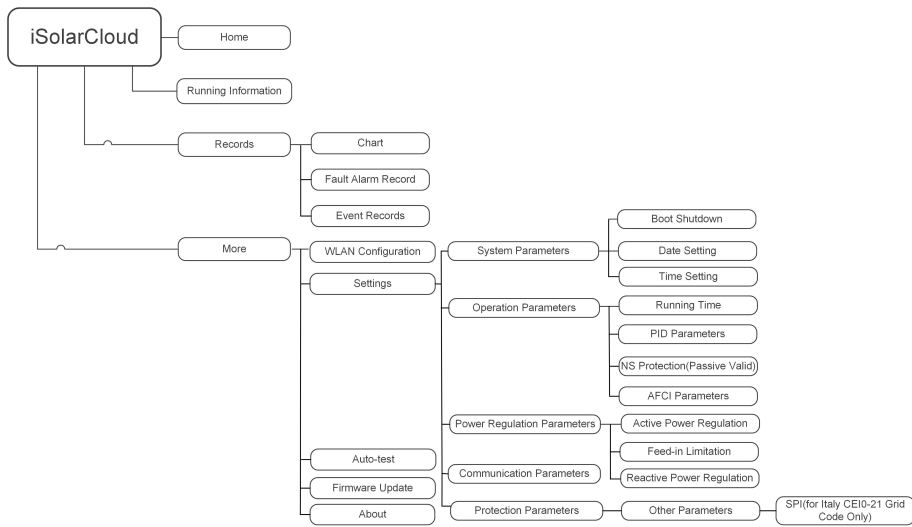 iSolarCloud
Home
Running Information
Records
Chart
Fault Alarm Record
Event Records
More
WLAN Configuration
Settings
System Parameters
Boot Shutdown
Date Setting
Time Setting
Operation Parameters
Running Time
PID Parameters
NS Protection(Passive Valid)
AFCI Parameters
Power Regulation Parameters
Active Power Regulation
Feed-in Limitation
Reactive Power Regulation
Communication Parameters
Protection Parameters
Other Parameters
SPI(for Italy CEI0-21 Grid
Code Only)
Auto-test
Firmware Update
About